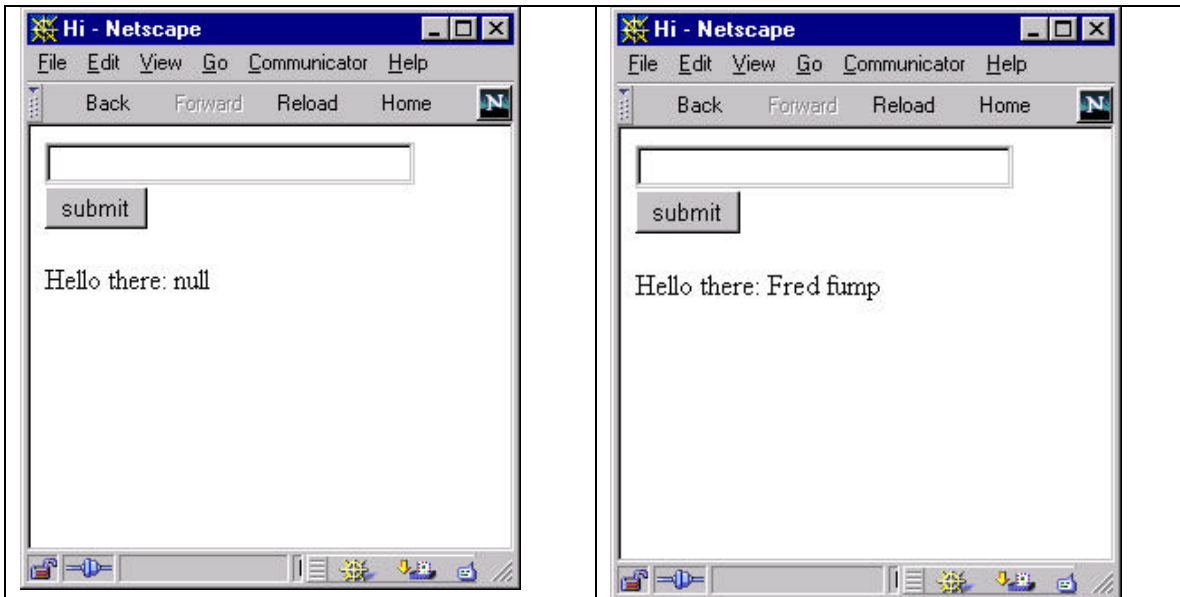 Hi - Netscape
File Edit View Go Communicator Help
Back Forward Reload Home N
submit
Hello there: null
Hi - Netscape
File Edit View Go Communicator Help
Back Forward Reload Home N
submit
Hello there: Fred fump